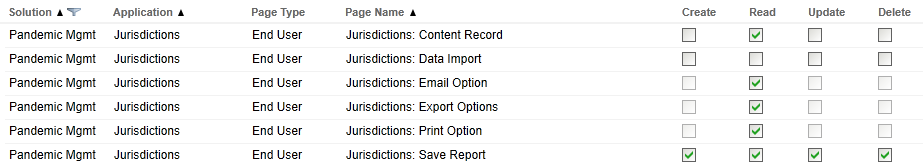 Solution Application Page Type Page Name Create Read Update Delete
Pandemic Mgmt Jurisdictions End User Jurisdictions: Content Record
Pandemic Mgmt Jurisdictions End User Jurisdictions: Data Import
Pandemic Mgmt Jurisdictions End User Jurisdictions: Email Option
Pandemic Mgmt Jurisdictions End User Jurisdictions: Export Options
Pandemic Mgmt Jurisdictions End User Jurisdictions: Print Option
Pandemic Mgmt Jurisdictions End User Jurisdictions: Save Report